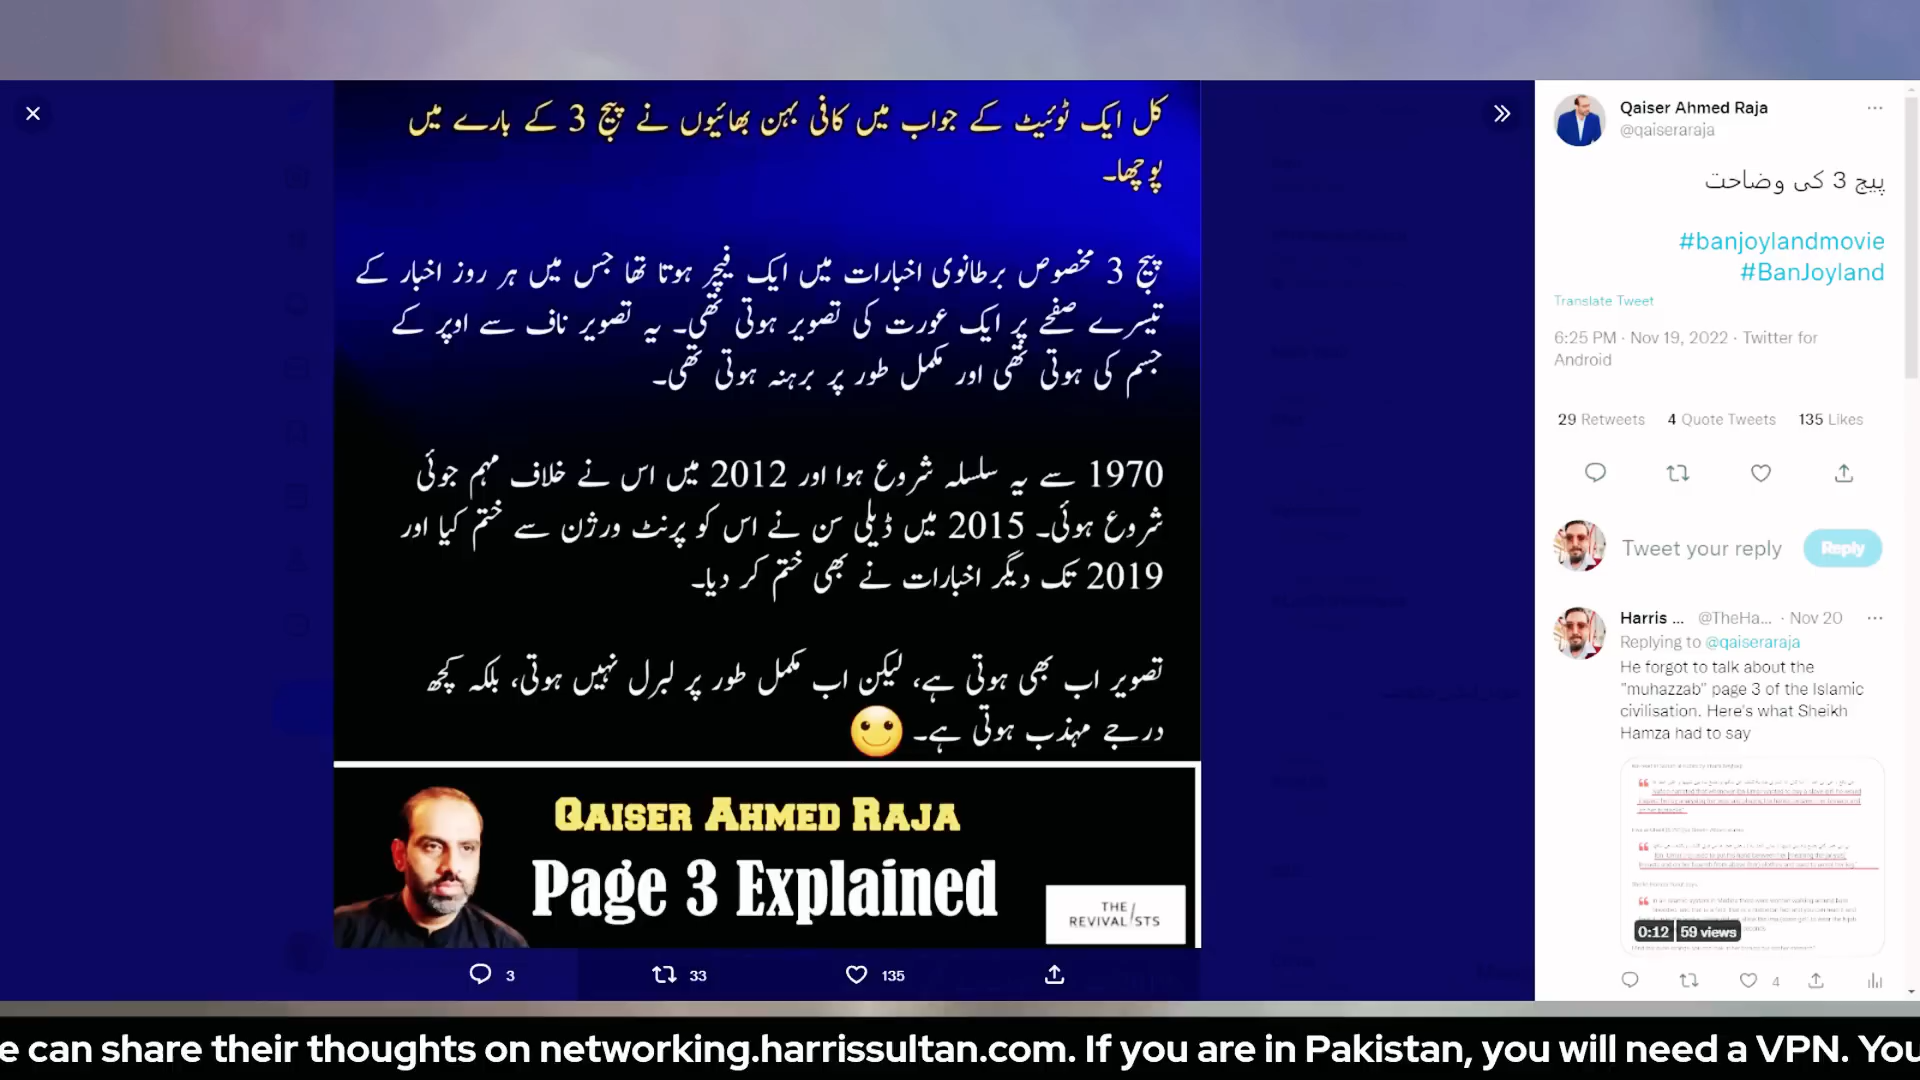 کل ایک ٹوئیٹ کے جواب میں کافی بہن بھائیوں نے پیج 3 کے بارے میں
پوچھا۔
پیج 3 مخصوص برطانوی اخبارات میں ایک فیچر ہوتا تھا جس میں ہر روز اخبار کے
تیسرے صفحے پر ایک عورت کی تصویر ہوتی تھی۔ یہ تصویر ناف سے اوپر کے
جسم کی ہوتی تھی اور مکمل طور پر برہنہ ہوتی تھی۔
1970 سے یہ سلسلہ شروع ہوا اور 2012 میں اس نے خلاف مہم جوئی
شروع ہوئی۔ 2015 میں ڈیلی سن نے اس کو پرنٹ ورژن سے ختم کیا اور
2019 تک دیگر اخبارات نے بھی ختم کر دیا۔
تصویر اب بھی ہوتی ہے، لیکن اب مکمل طور پر لبرل نہیں ہوتی، بلکہ کچھ
درجے مہذب ہوتی ہے۔ 🙂
QAISER AHMED RAJA
Page 3 Explained
THE
REVIVAL/STS
3
33
135
Qaiser Ahmed Raja
@qaiseraraja
پیج 3 کی وضاحت
#banjoylandmovie
#BanJoyland
Translate Tweet
6:25 PM · Nov 19, 2022 · Twitter for
Android
29 Retweets 4 Quote Tweets 135 Likes
Tweet your reply
Reply
Harris ... @TheHa... · Nov 20
Replying to @qaiseraraja
He forgot to talk about the
"muhazzab" page 3 of the Islamic
civilisation. Here's what Sheikh
Hamza had to say
0:12 59 views
4
e can share their thoughts on networking.harrissultan.com. If you are in Pakistan, you will need a VPN. You